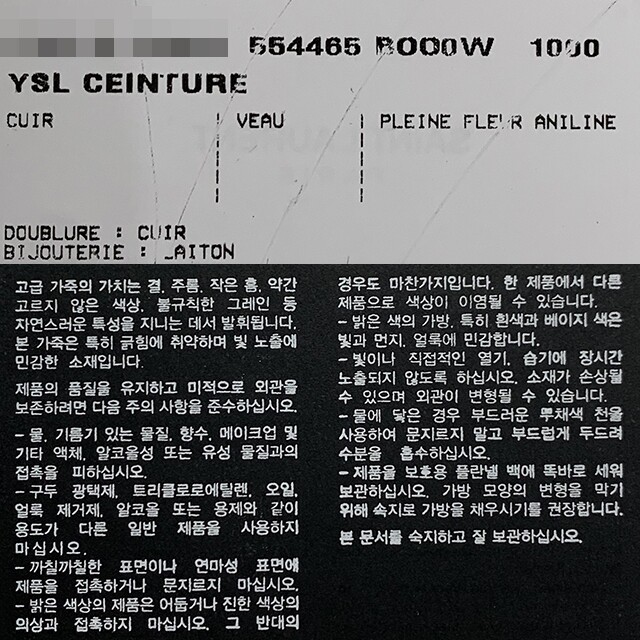 554465 BOO0W 1000
YSL CEINTURE
CUIR VEAU PLEINE FLEUR ANILINE
DOUBLURE : CUIR
BIJOUTERIE : LAITON
고급 가죽의 가치는 결, 주름, 작은 흠, 약간
고르지 않은 색상, 불규칙한 그레인 등
자연스러운 특성을 지니는 데서 발휘됩니다.
본 가죽은 특히 긁힘에 취약하며 빛 노출에
민감한 소재입니다.
제품의 품질을 유지하고 미적으로 외관을
보존하려면 다음 주의 사항을 준수하십시오.
- 물, 기름기 있는 물질, 향수, 메이크업 및
기타 액체, 알코올성 또는 유성 물질과의
접촉을 피하십시오.
- 구두 광택제, 트리클로로에틸렌, 오일,
얼룩 제거제, 알코올 또는 용제와 같이
용도가 다른 일반 제품을 사용하지
마십시오.
- 까칠까칠한 표면이나 연마성 표면에
제품을 접촉하거나 문지르지 마십시오.
- 밝은 색상의 제품은 어둡거나 진한 색상의
의상과 접촉하지 마십시오. 그 반대의
경우도 마찬가지입니다. 한 제품에서 다른
제품으로 색상이 이염될 수 있습니다.
- 밝은 색의 가방, 특히 흰색과 베이지 색은
빛과 먼지, 얼룩에 민감합니다.
- 빛이나 직접적인 열기, 습기에 장시간
노출되지 않도록 하십시오. 소재가 손상될
수 있으며 외관이 변형될 수 있습니다.
- 물에 닿은 경우 부드러운 무채색 천을
사용하여 문지르지 말고 부드럽게 두드려
수분을 흡수하십시오.
- 제품을 보호용 플란넬 백에 똑바로 세워
보관하십시오. 가방 모양의 변형을 막기
위해 속지로 가방을 채우시기를 권장합니다.
본 문서를 숙지하고 잘 보관하십시오.